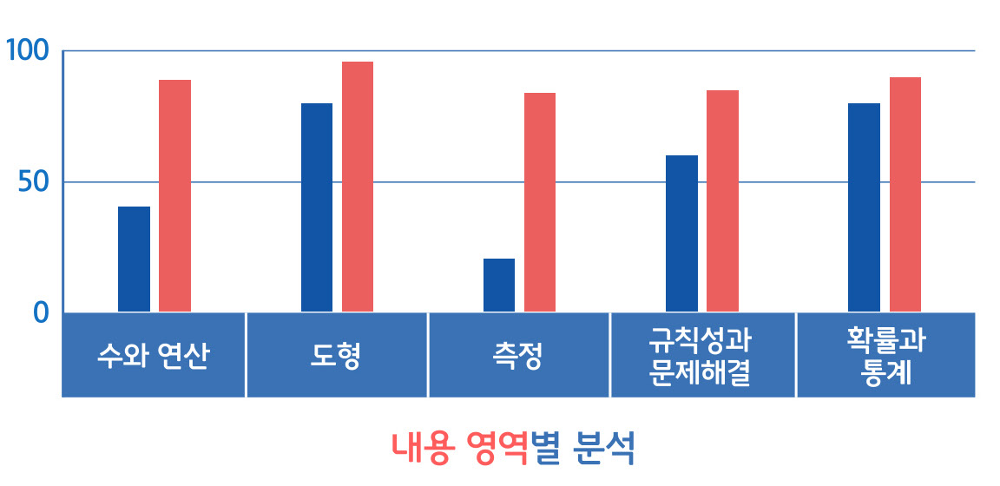 100
50
0
수와 연산
도형
측정
규칙성과
문제해결
확률과
통계
내용 영역별 분석